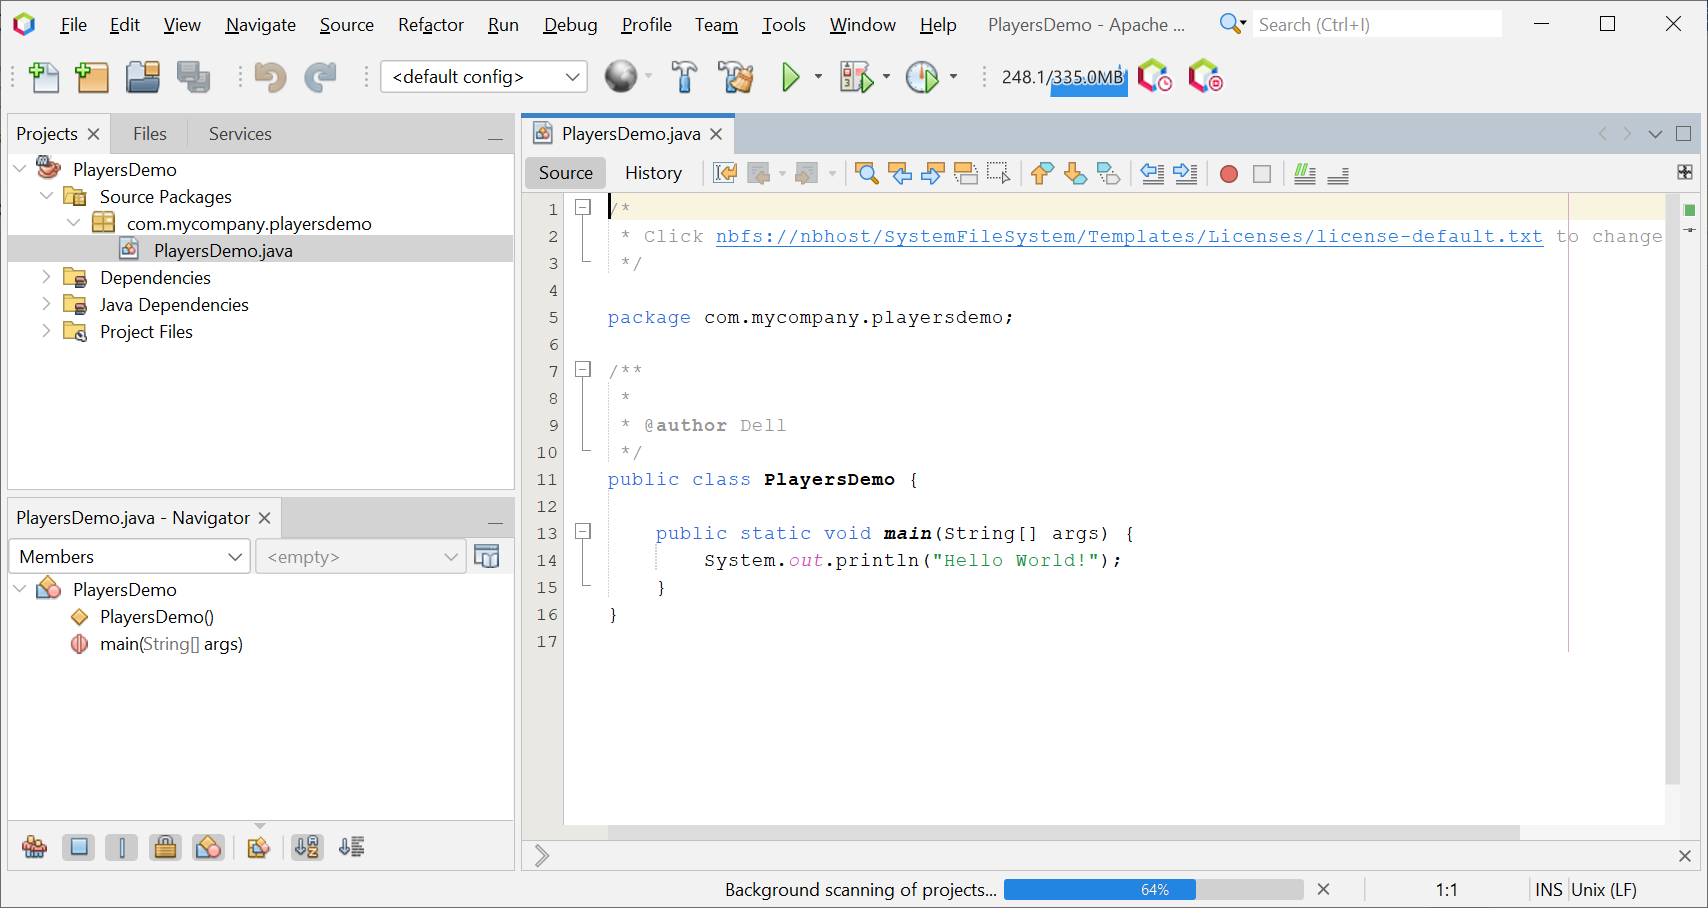 File Edit View Navigate Source Refactor Run Debug Profile Team Tools Window Help PlayersDemo - Apache ... Search (Ctrl+I)
<default config> 248.1/335.0MB
Projects Files Services
PlayersDemo
Source Packages
com.mycompany.playersdemo
PlayersDemo.java
Dependencies
Java Dependencies
Project Files
PlayersDemo.java - Navigator
Members <empty>
PlayersDemo
PlayersDemo()
main(String[] args)
PlayersDemo.java
Source History
1 /*
2 * Click nbfs://nbhost/SystemFileSystem/Templates/Licenses/license-default.txt to change
3 */
4
5 package com.mycompany.playersdemo;
6
7 /**
8 *
9 * @author Dell
10 */
11 public class PlayersDemo {
12
13 public static void main(String[] args) {
14 System.out.println("Hello World!");
15 }
16 }
17
Background scanning of projects... 64% 1:1 INS Unix (LF)